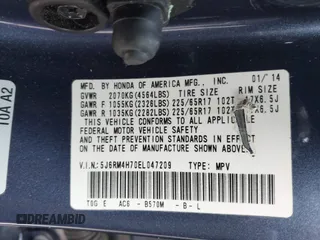 10A A2
MFD. BY HONDA OF AMERICA MFG., INC. 01/14
GVWR 2070KG(4564LBS) TIRE SIZE RIM SIZE
GAWR F 1055KG(2326LBS) 225/65R17 102T 17X6.5J
GAWR R 1035KG(2282LBS) 225/65R17 102T
THIS VEHICLE CONFORMS TO ALL APPLICABLE
FEDERAL MOTOR VEHICLE SAFETY, BUMPER,
AND THEFT PREVENTION STANDARDS IN EFFECT ON
THE DATE OF MANUFACTURE SHOWN ABOVE.
V.I.N.: 5J6RM4H70EL047209 TYPE: MPV
T0G E AC6 - B570M - B - L